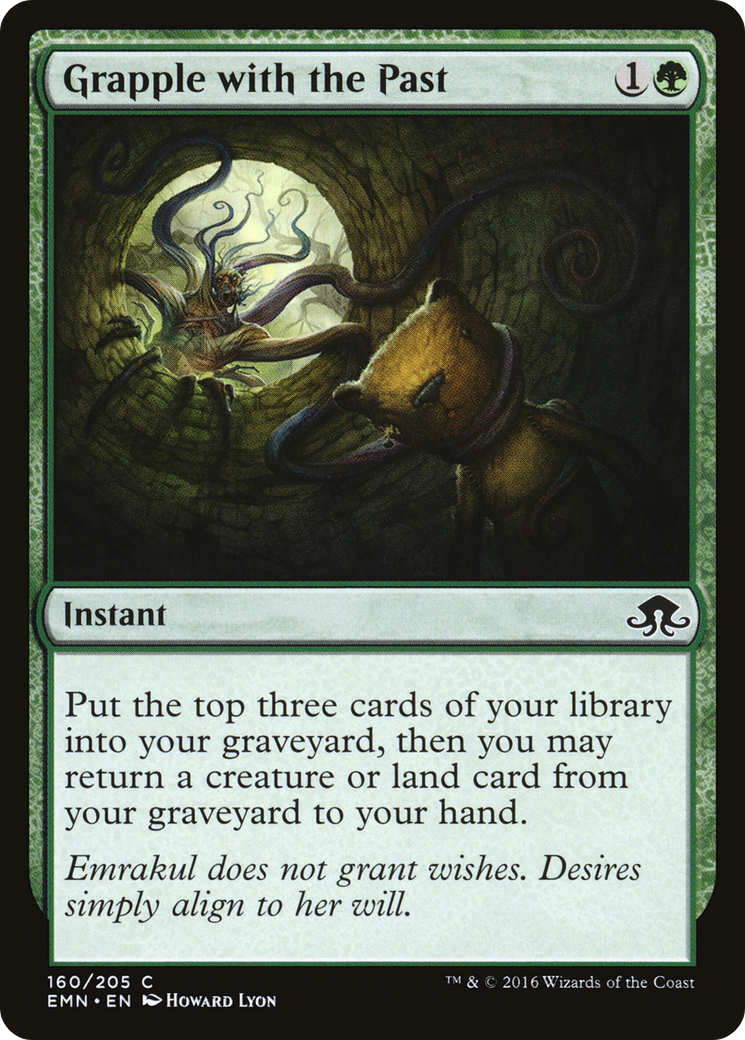 Grapple with the Past 1
Instant
Put the top three cards of your library
into your graveyard, then you may
return a creature or land card from
your graveyard to your hand.
Emrakul does not grant wishes. Desires
simply align to her will.
160/205 C
EMN • EN Howard Lyon
™ & © 2016 Wizards of the Coast